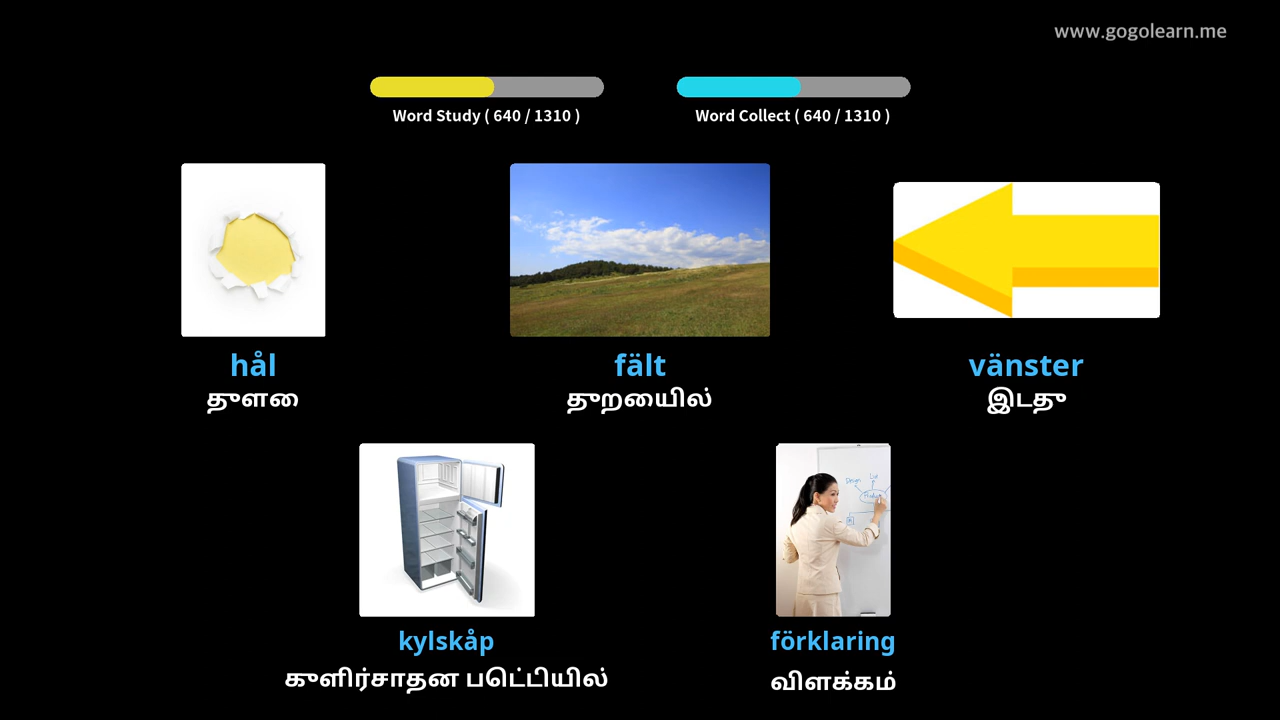 www.gogolearn.me
Word Study ( 640 / 1310 )
Word Collect ( 640 / 1310 )
hål
fält
vänster
துளை
துறையில்
இடது
kylskåp
förklaring
குளிர்சாதன பெட்டியில்
விளக்கம்